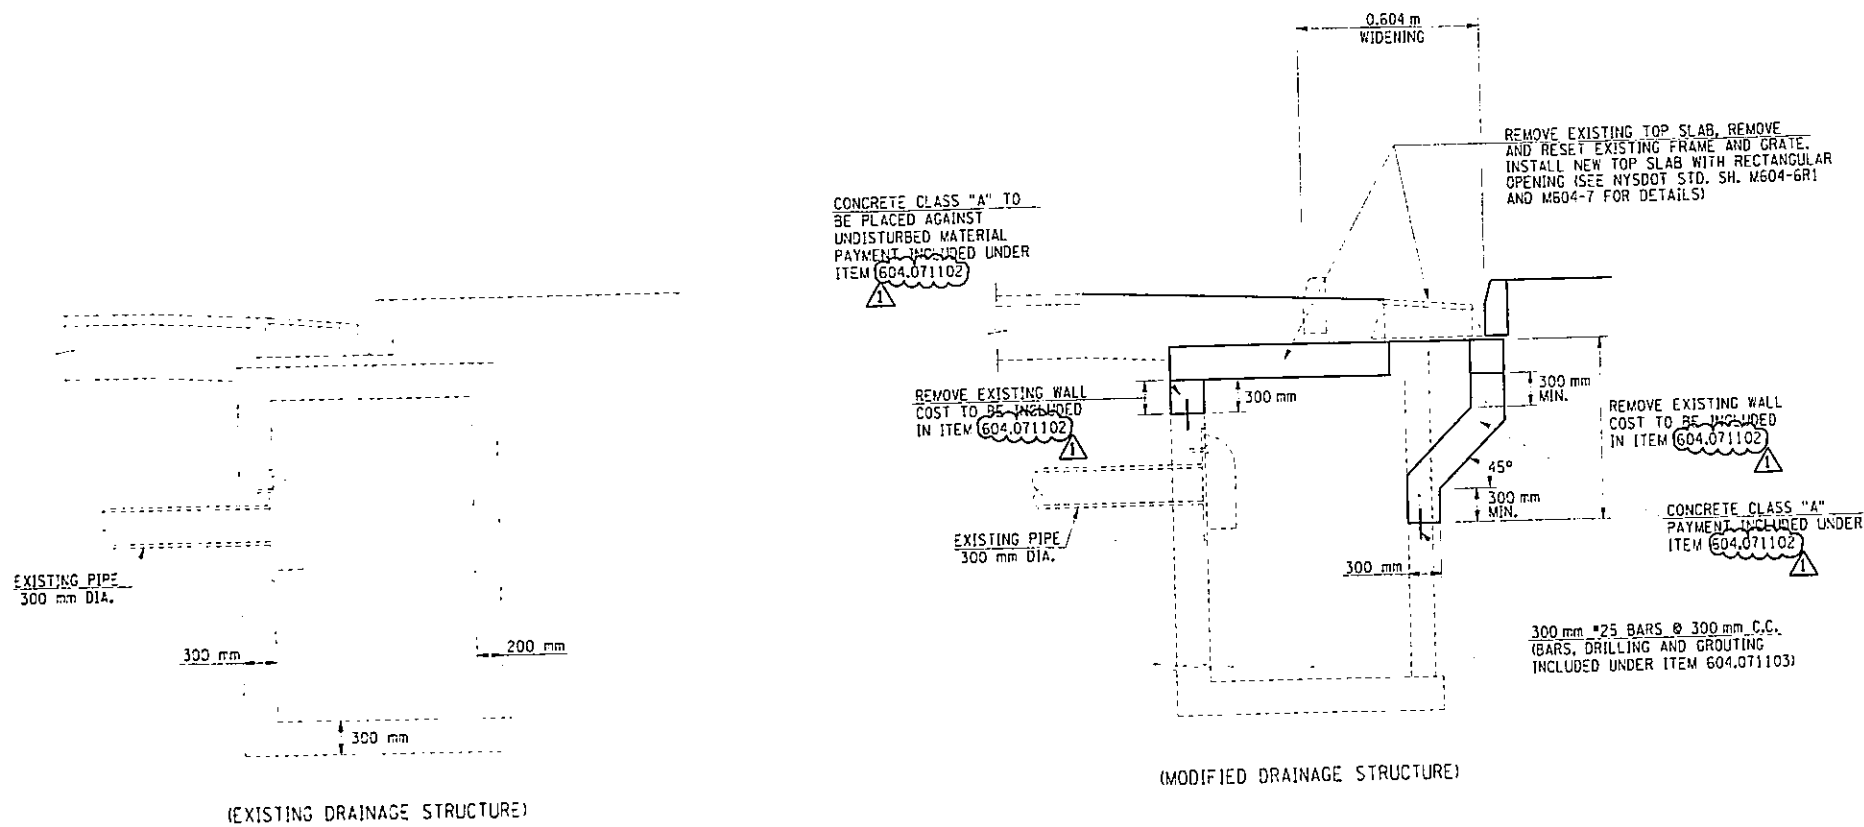 0.604 m
WIDENING
REMOVE EXISTING TOP SLAB, REMOVE
AND RESET EXISTING FRAME AND GRATE.
INSTALL NEW TOP SLAB WITH RECTANGULAR
OPENING (SEE NYSDOT STD. SH. M604-6R1
AND M604-7 FOR DETAILS)
CONCRETE CLASS "A" TO
BE PLACED AGAINST
UNDISTURBED MATERIAL
PAYMENT INCLUDED UNDER
ITEM 604.071102
1
REMOVE EXISTING WALL
COST TO BE INCLUDED
IN ITEM 604.071102
1
300 mm
300 mm
MIN.
REMOVE EXISTING WALL
COST TO BE INCLUDED
IN ITEM 604.071102
1
45°
300 mm
MIN.
CONCRETE CLASS "A"
PAYMENT INCLUDED UNDER
ITEM 604.071102
1
EXISTING PIPE
300 mm DIA.
300 mm
EXISTING PIPE
300 mm DIA.
300 mm
200 mm
300 mm
300 mm #25 BARS @ 300 mm C.C.
(BARS, DRILLING AND GROUTING
INCLUDED UNDER ITEM 604.071103)
(MODIFIED DRAINAGE STRUCTURE)
(EXISTING DRAINAGE STRUCTURE)